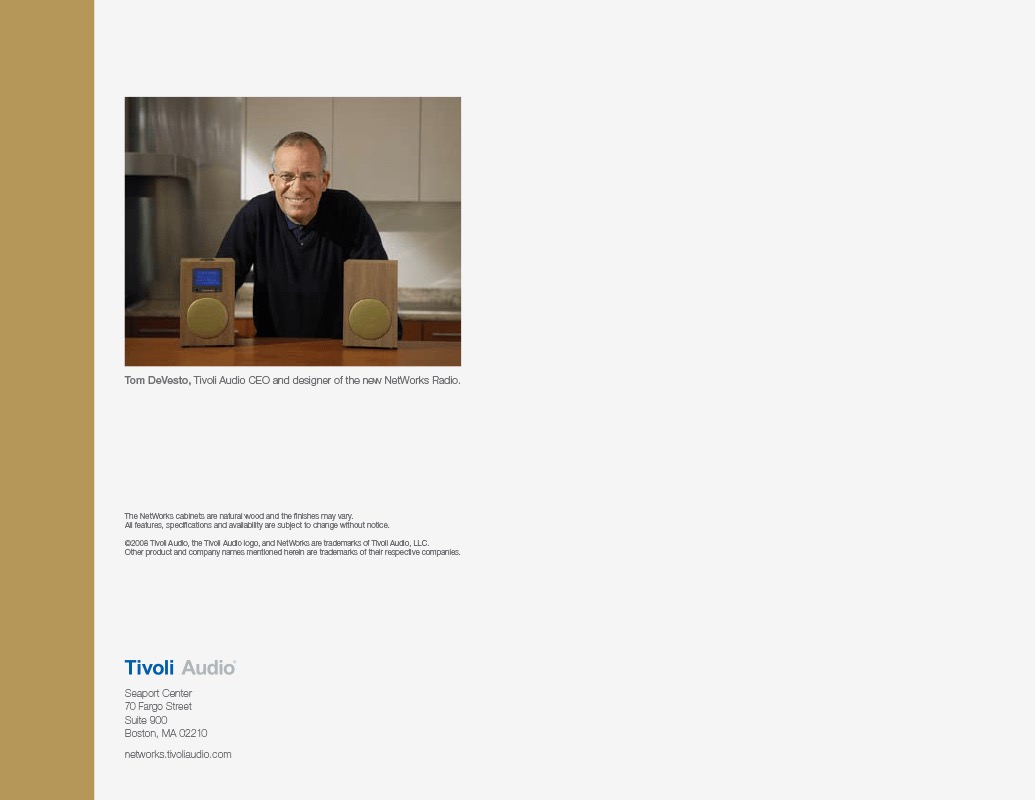 Tom DeVesto, Tivoli Audio CEO and designer of the new NetWorks Radio.
The NetWorks cabinets are natural wood and the finishes may vary.
All features, specifications and availability are subject to change without notice.
©2008 Tivoli Audio, the Tivoli Audio logo, and NetWorks are trademarks of Tivoli Audio, LLC.
Other product and company names mentioned herein are trademarks of their respective companies.
Tivoli Audio®
Seaport Center
70 Fargo Street
Suite 900
Boston, MA 02210
networks.tivoliaudio.com